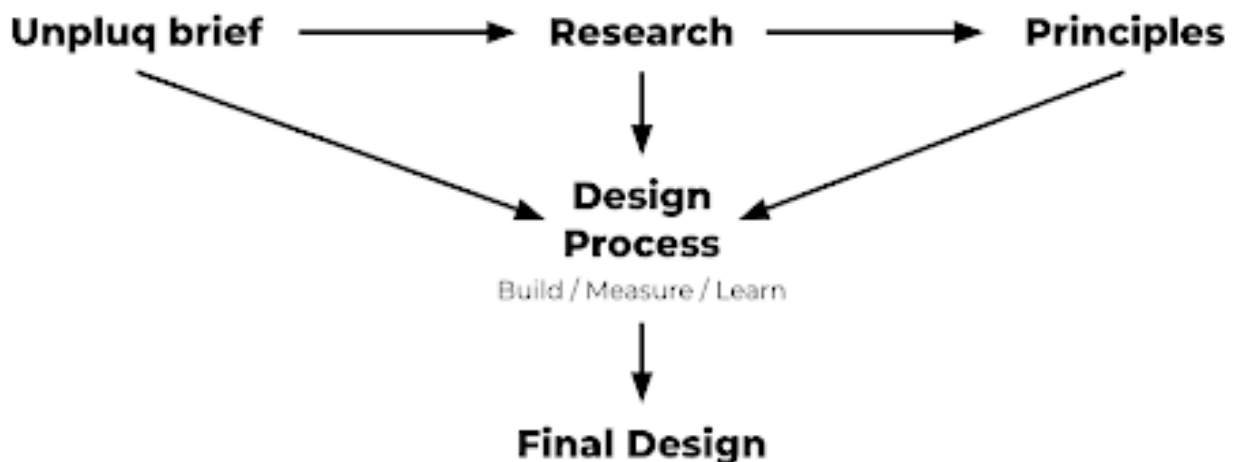 Unpluq brief
Research
Principles
Design
Process
Build / Measure / Learn
Final Design